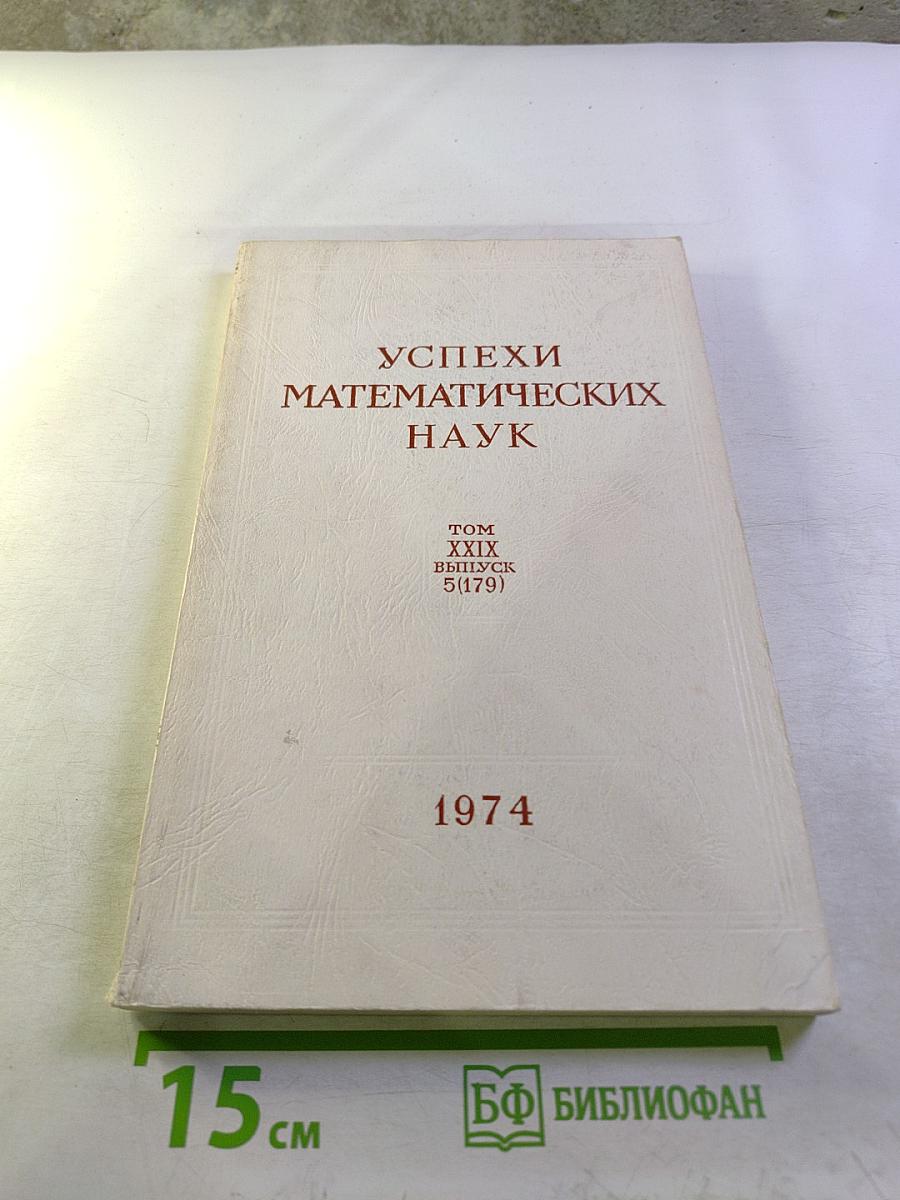 УСПЕХИ
МАТЕМАТИЧЕСКИХ
НАУК
ТОМ
XXIX
ВЫПУСК
5(179)
1974
15 см
БФ БИБЛИОФАН